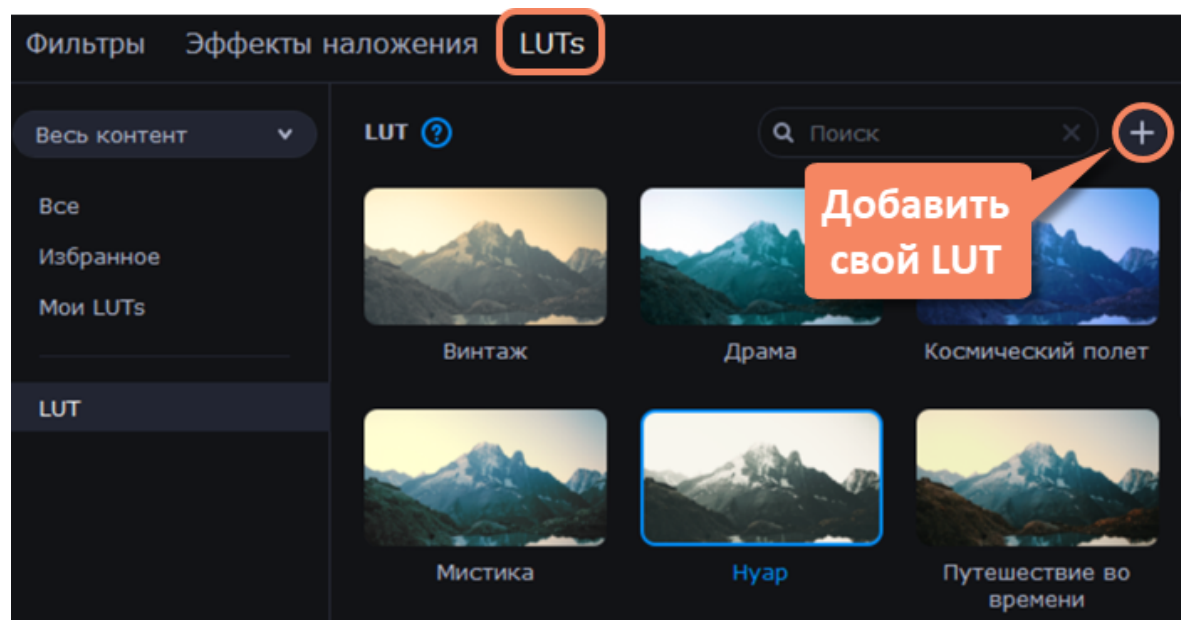 Фильтры Эффекты наложения LUTs
Весь контент
LUT ?
Поиск
Добавить
свой LUT
Все
Избранное
Мои LUTs
LUT
Винтаж
Драма
Космический полет
Мистика
Нуар
Путешествие во
времени